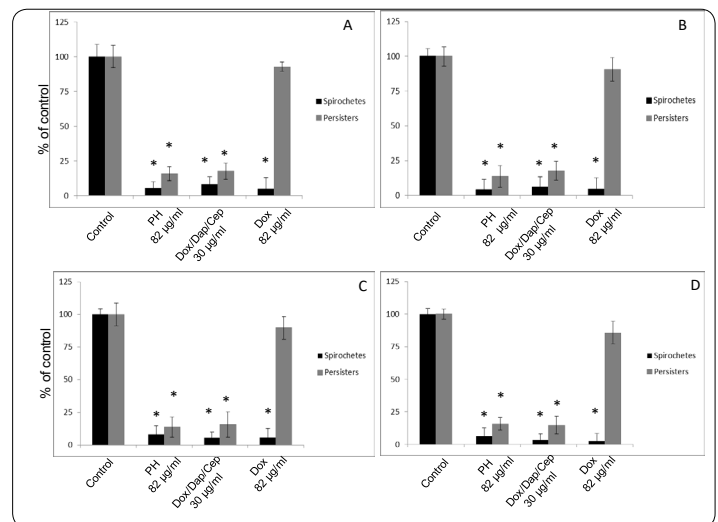 A
125
100
75
50
25
0
% of control
Spirochetes
Persisters
* * * * *
Control
PH
82 µg/ml
Dox/Dap/Cep
30 µg/ml
Dox
82 µg/ml
B
125
100
75
50
25
0
Spirochetes
Persisters
* * * * *
Control
PH
82 µg/ml
Dox/Dap/Cep
30 µg/ml
Dox
82 µg/ml
C
125
100
75
50
25
0
% of control
Spirochetes
Persisters
* * * * *
Control
PH
82 µg/ml
Dox/Dap/Cep
30 µg/ml
Dox
82 µg/ml
D
125
100
75
50
25
0
Spirochetes
Persisters
* * * * *
Control
PH
82 µg/ml
Dox/Dap/Cep
30 µg/ml
Dox
82 µg/ml